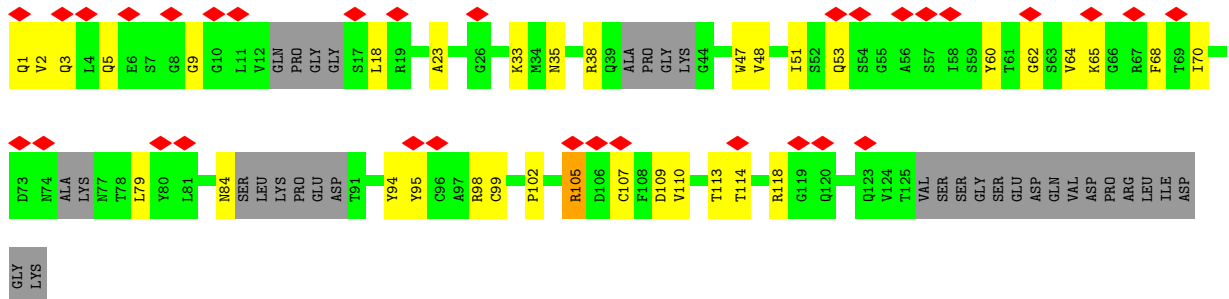 Q1 V2 Q3 L4 Q5 E6 S7 G8 G9 G10 L11 V12 GLN PRO GLY GLY S17 L18 R19 A23 G26 K33 M34 N35 R38 Q39 ALA PRO GLY LYS G44 W47 V48 I51 S52 Q53 S54 G55 A56 S57 I58 S59 Y60 T61 G62 S63 V64 K65 G66 R67 F68 T69 I70
D73 N74 ALA LYS N77 T78 L79 Y80 L81 N84 SER LEU LYS PRO GLU ASP T91 Y94 Y95 C96 A97 R98 C99 P102 R105 D106 C107 F108 D109 V110 T113 T114 R118 G119 Q120 Q123 V124 T125 VAL SER SER GLY SER GLU ASP GLN VAL ASP PRO ARG LEU ILE ASP
GLY LYS